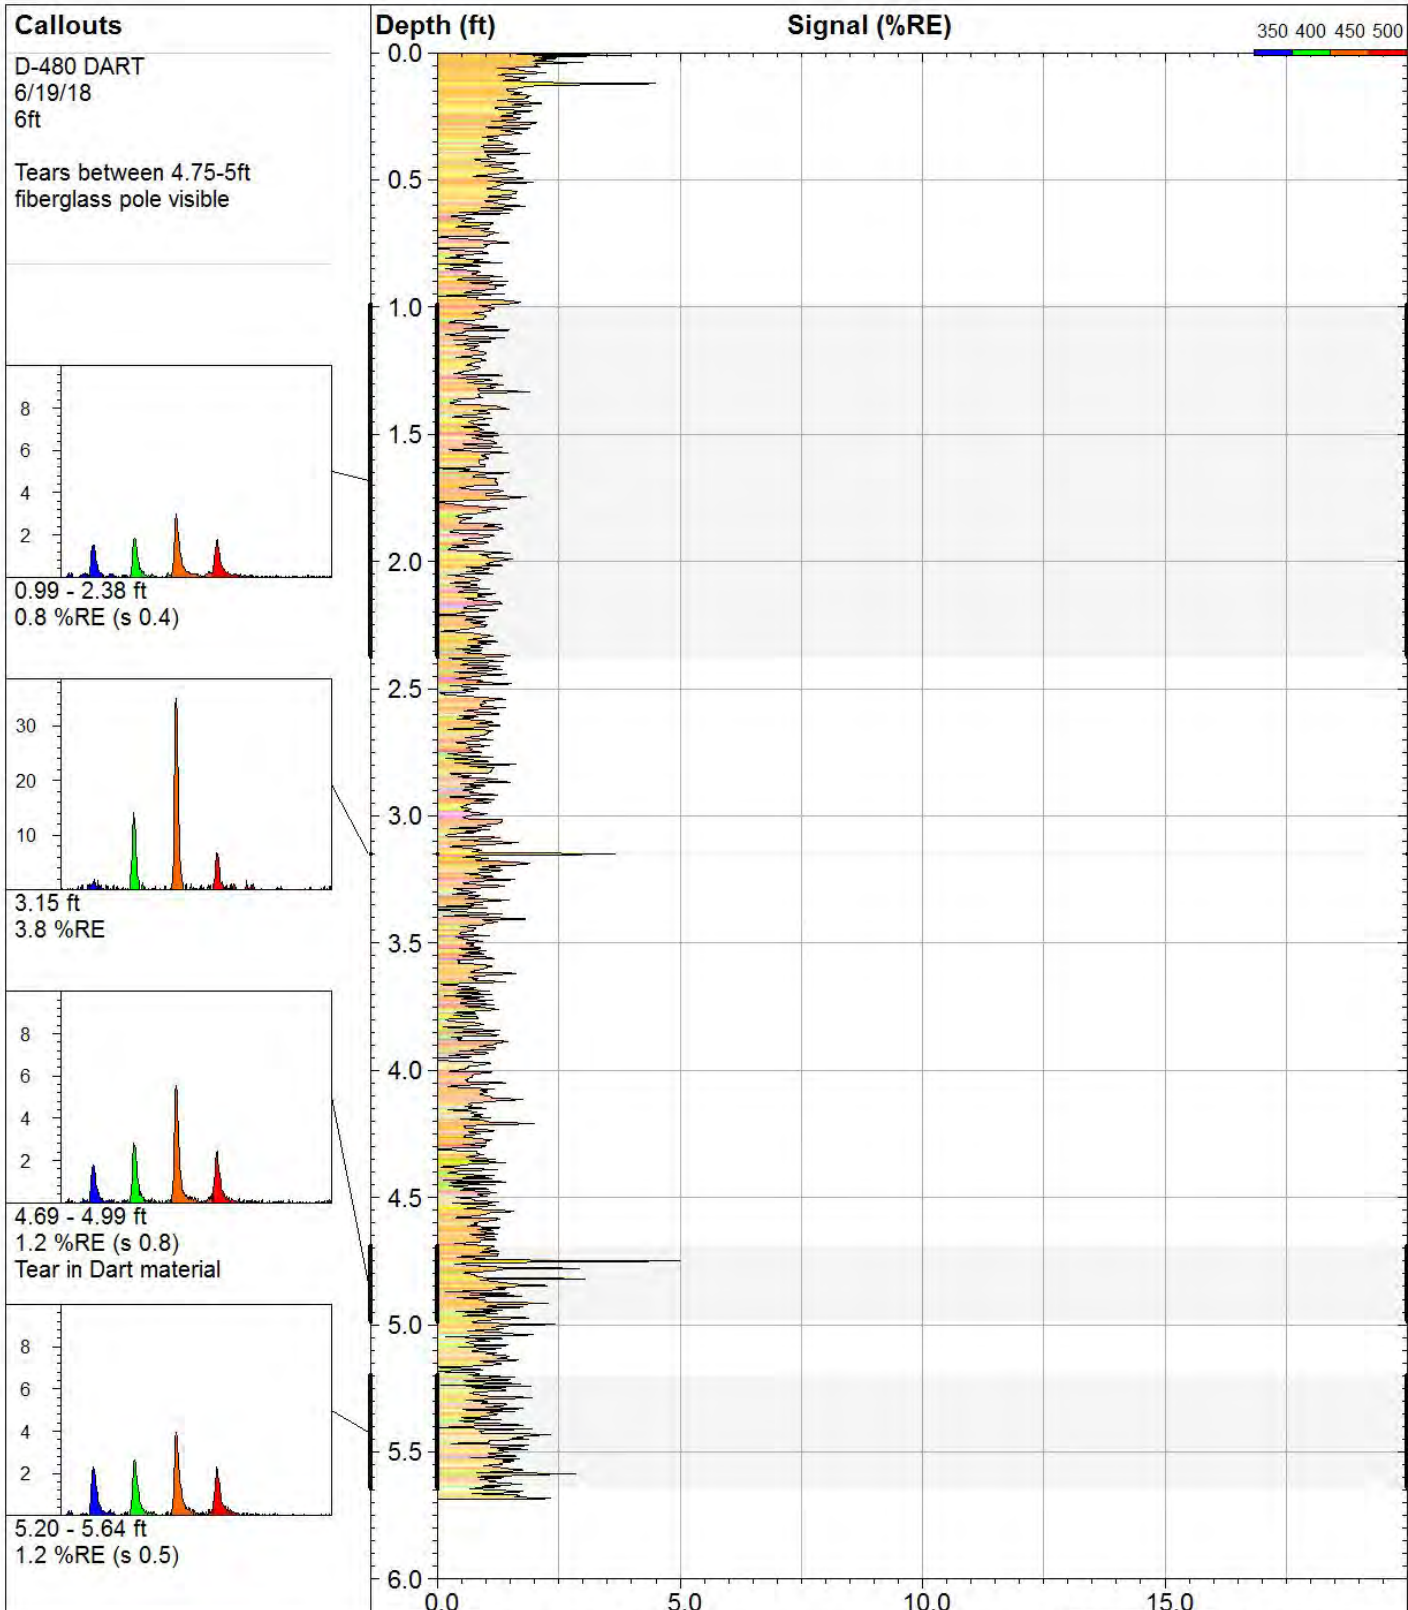 Callouts
D-480 DART
6/19/18
6ft
Tears between 4.75-5ft
fiberglass pole visible
8
6
4
2
0.99 - 2.38 ft
0.8 %RE (s 0.4)
30
20
10
3.15 ft
3.8 %RE
8
6
4
2
4.69 - 4.99 ft
1.2 %RE (s 0.8)
Tear in Dart material
8
6
4
2
5.20 - 5.64 ft
1.2 %RE (s 0.5)
Depth (ft)
Signal (%RE)
350 400 450 500
0.0
0.5
1.0
1.5
2.0
2.5
3.0
3.5
4.0
4.5
5.0
5.5
6.0
0.0 5.0 10.0 15.0